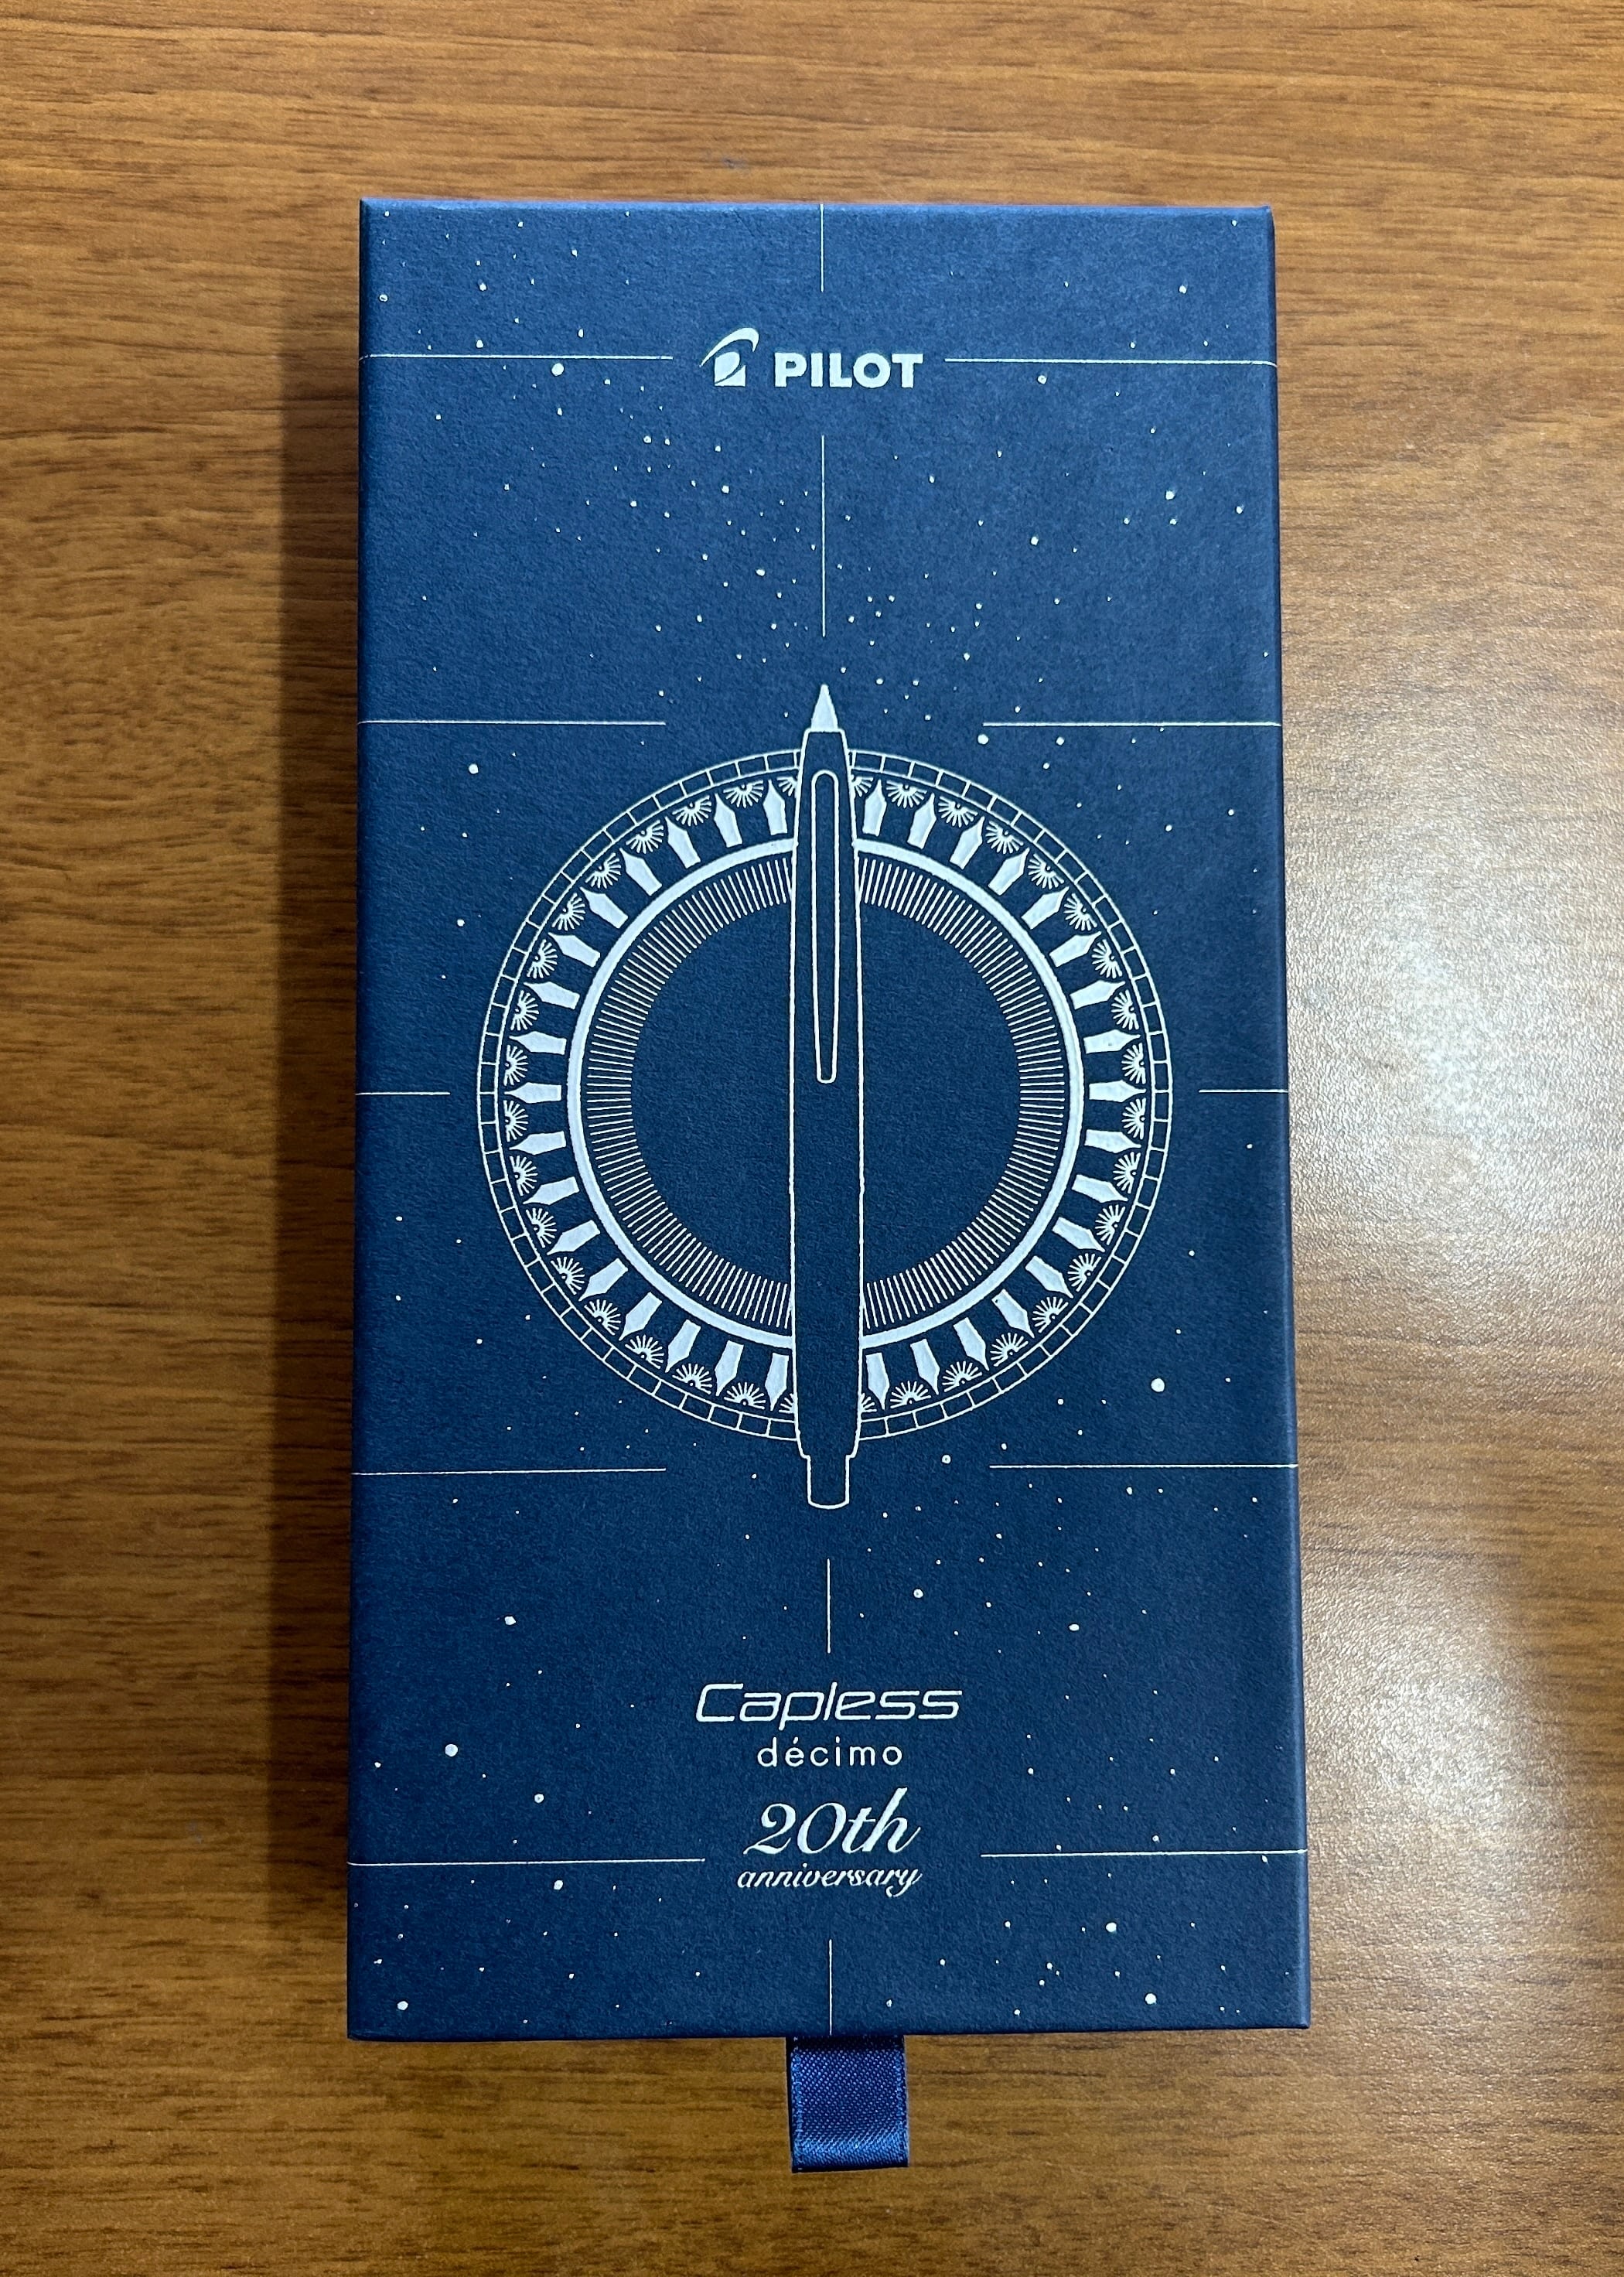 PILOT
Capless
décimo
20th
anniversary